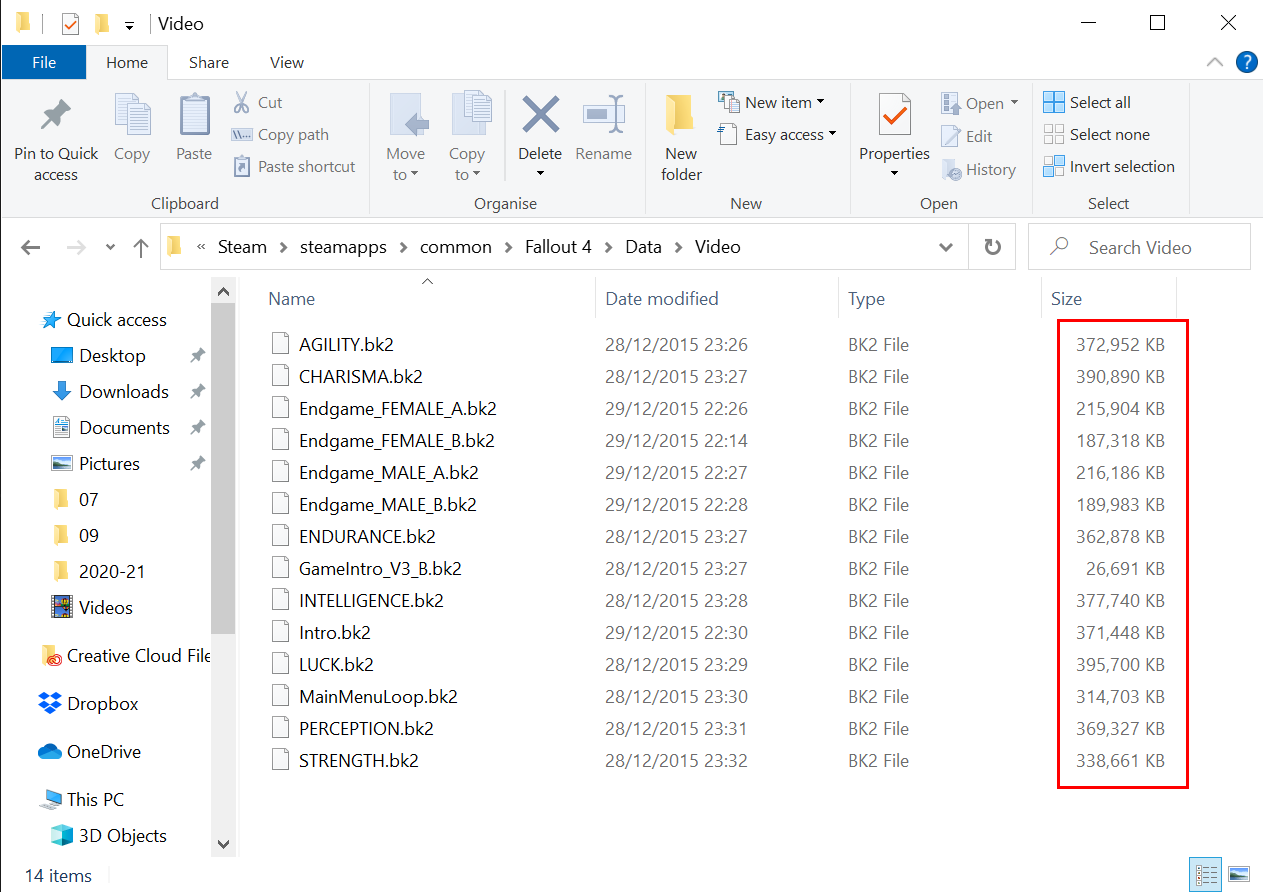 Video
File Home Share View
Pin to Quick access
Copy
Paste
Cut
Copy path
Paste shortcut
Clipboard
Move to
Copy to
Delete
Rename
Organise
New folder
New item
Easy access
New
Properties
Open
Edit
History
Open
Select all
Select none
Invert selection
Select
« Steam > steamapps > common > Fallout 4 > Data > Video
Search Video
Quick access
Desktop
Downloads
Documents
Pictures
07
09
2020-21
Videos
Creative Cloud File
Dropbox
OneDrive
This PC
3D Objects
Name Date modified Type Size
AGILITY.bk2 28/12/2015 23:26 BK2 File 372,952 KB
CHARISMA.bk2 28/12/2015 23:27 BK2 File 390,890 KB
Endgame_FEMALE_A.bk2 29/12/2015 22:26 BK2 File 215,904 KB
Endgame_FEMALE_B.bk2 29/12/2015 22:14 BK2 File 187,318 KB
Endgame_MALE_A.bk2 29/12/2015 22:27 BK2 File 216,186 KB
Endgame_MALE_B.bk2 29/12/2015 22:28 BK2 File 189,983 KB
ENDURANCE.bk2 28/12/2015 23:27 BK2 File 362,878 KB
GameIntro_V3_B.bk2 28/12/2015 23:27 BK2 File 26,691 KB
INTELLIGENCE.bk2 28/12/2015 23:28 BK2 File 377,740 KB
Intro.bk2 29/12/2015 22:30 BK2 File 371,448 KB
LUCK.bk2 28/12/2015 23:29 BK2 File 395,700 KB
MainMenuLoop.bk2 28/12/2015 23:30 BK2 File 314,703 KB
PERCEPTION.bk2 28/12/2015 23:31 BK2 File 369,327 KB
STRENGTH.bk2 28/12/2015 23:32 BK2 File 338,661 KB
14 items